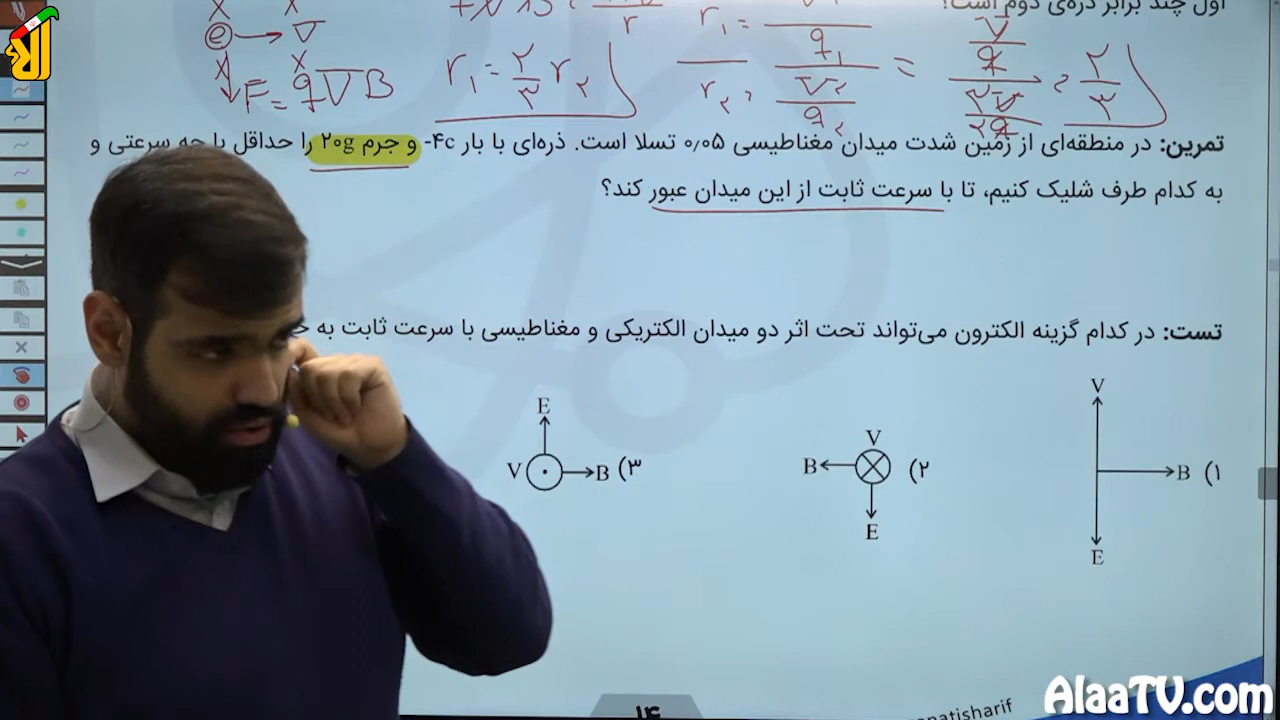 اول چند برابر ذره‌ی دوم است؟
r₁ = ۲/۳ r₂
= ۲/۳
e → V
F = qVB
تمرین: در منطقه‌ای از زمین شدت میدان مغناطیسی ۰٫۰۵ تسلا است. ذره‌ای با بار ۴c- و جرم ۲۰g را حداقل با چه سرعتی و
به کدام طرف شلیک کنیم، تا با سرعت ثابت از این میدان عبور کند؟
تست: در کدام گزینه الکترون می‌تواند تحت اثر دو میدان الکتریکی و مغناطیسی با سرعت ثابت به
۱) V B E
۲) V B E
۳) E V B
۱۴
natisharif
AlaaTV.com